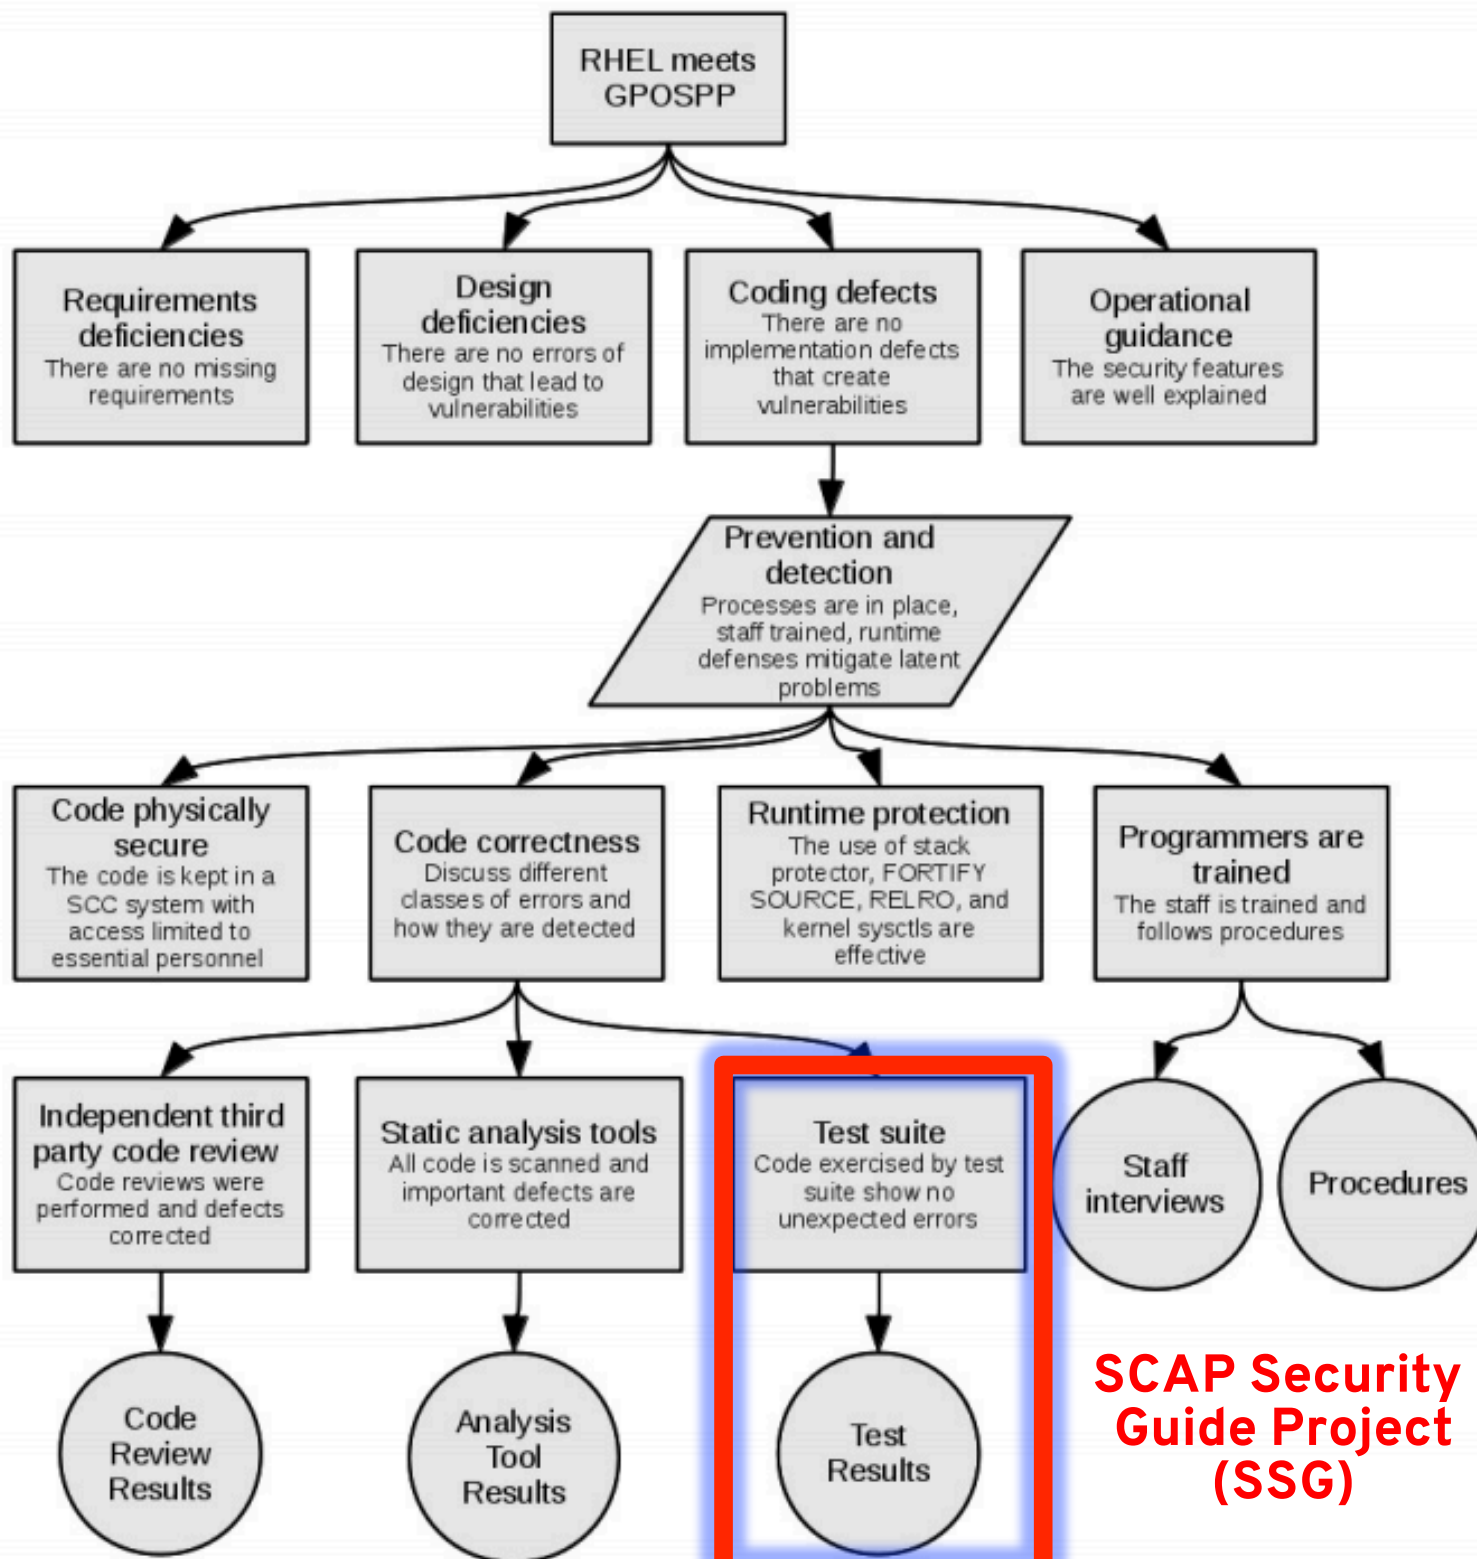 RHEL meets
GPOSPP
Requirements
deficiencies
There are no missing
requirements
Design
deficiencies
There are no errors of
design that lead to
vulnerabilities
Coding defects
There are no
implementation defects
that create
vulnerabilities
Operational
guidance
The security features
are well explained
Prevention and
detection
Processes are in place,
staff trained, runtime
defenses mitigate latent
problems
Code physically
secure
The code is kept in a
SCC system with
access limited to
essential personnel
Code correctness
Discuss different
classes of errors and
how they are detected
Runtime protection
The use of stack
protector, FORTIFY
SOURCE, RELRO, and
kernel sysctls are
effective
Programmers are
trained
The staff is trained and
follows procedures
Independent third
party code review
Code reviews were
performed and defects
corrected
Static analysis tools
All code is scanned and
important defects are
corrected
Test suite
Code exercised by test
suite show no
unexpected errors
Staff
interviews
Procedures
Code
Review
Results
Analysis
Tool
Results
Test
Results
SCAP Security
Guide Project
(SSG)